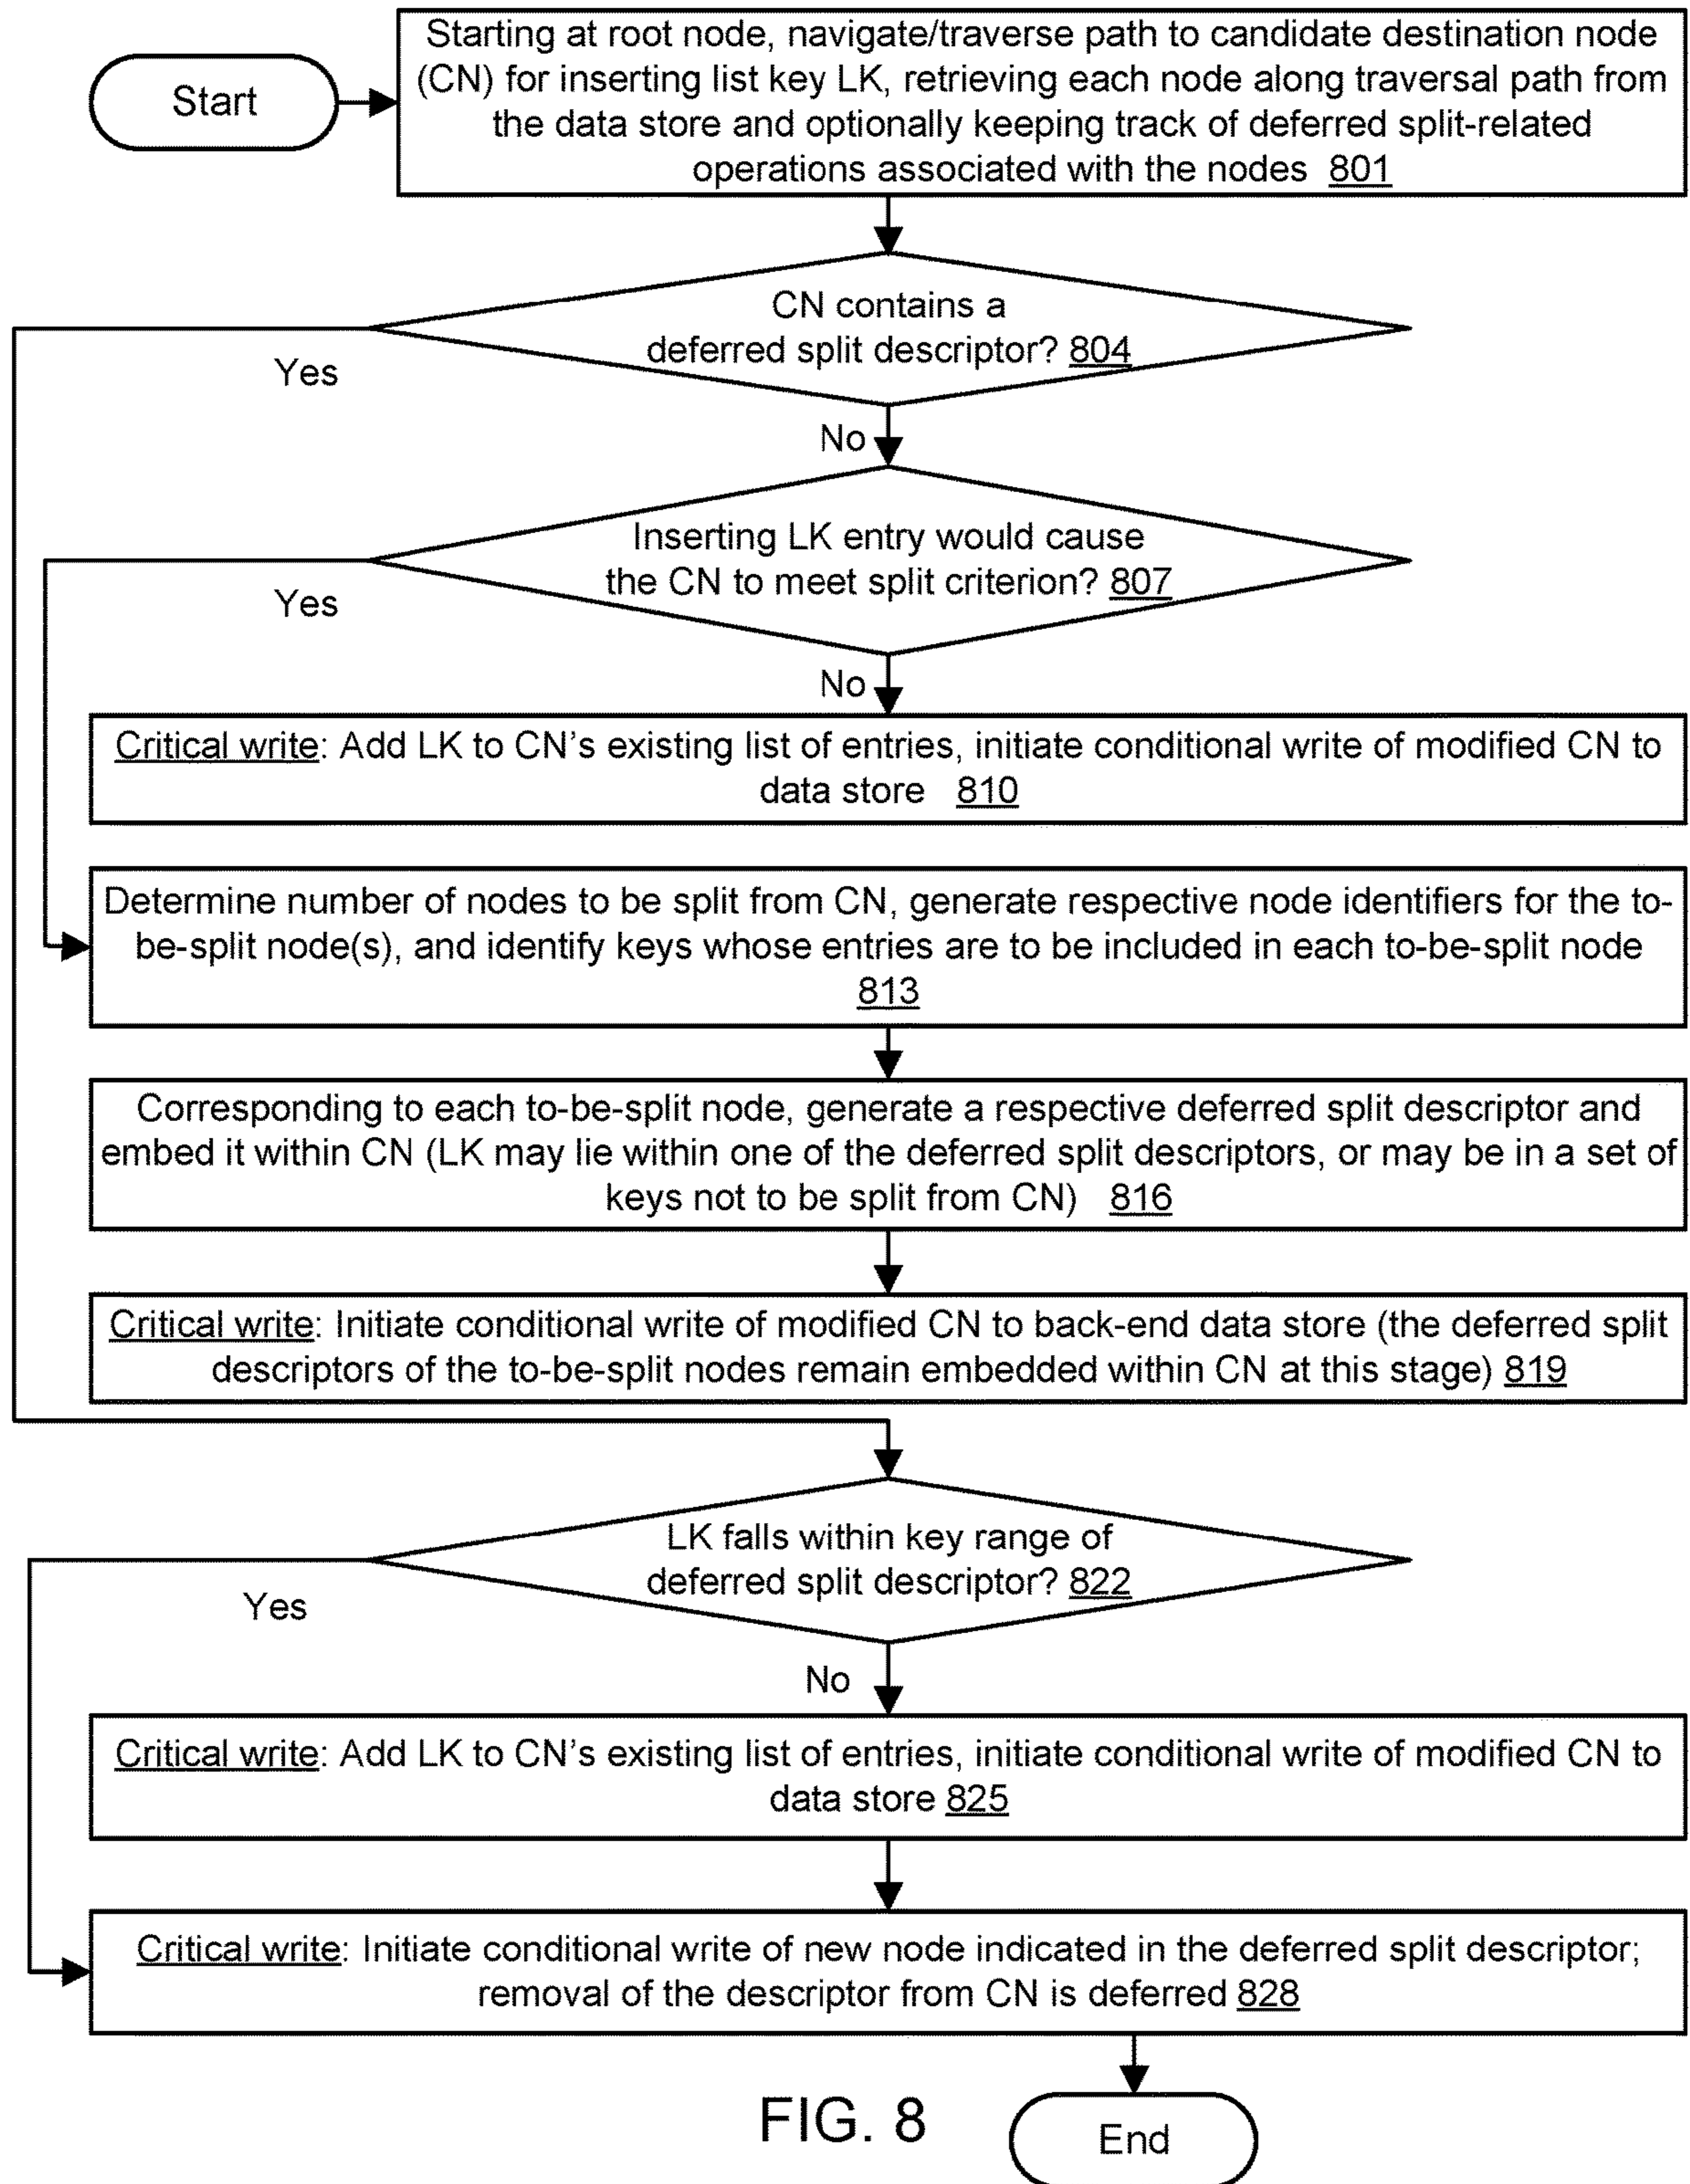 Start
Starting at root node, navigate/traverse path to candidate destination node
(CN) for inserting list key LK, retrieving each node along traversal path from
the data store and optionally keeping track of deferred split-related
operations associated with the nodes 801
CN contains a
deferred split descriptor? 804
Yes
No
Inserting LK entry would cause
the CN to meet split criterion? 807
Yes
No
Critical write: Add LK to CN’s existing list of entries, initiate conditional write of modified CN to
data store 810
Determine number of nodes to be split from CN, generate respective node identifiers for the to-
be-split node(s), and identify keys whose entries are to be included in each to-be-split node
813
Corresponding to each to-be-split node, generate a respective deferred split descriptor and
embed it within CN (LK may lie within one of the deferred split descriptors, or may be in a set of
keys not to be split from CN) 816
Critical write: Initiate conditional write of modified CN to back-end data store (the deferred split
descriptors of the to-be-split nodes remain embedded within CN at this stage) 819
LK falls within key range of
deferred split descriptor? 822
Yes
No
Critical write: Add LK to CN’s existing list of entries, initiate conditional write of modified CN to
data store 825
Critical write: Initiate conditional write of new node indicated in the deferred split descriptor;
removal of the descriptor from CN is deferred 828
FIG. 8
End